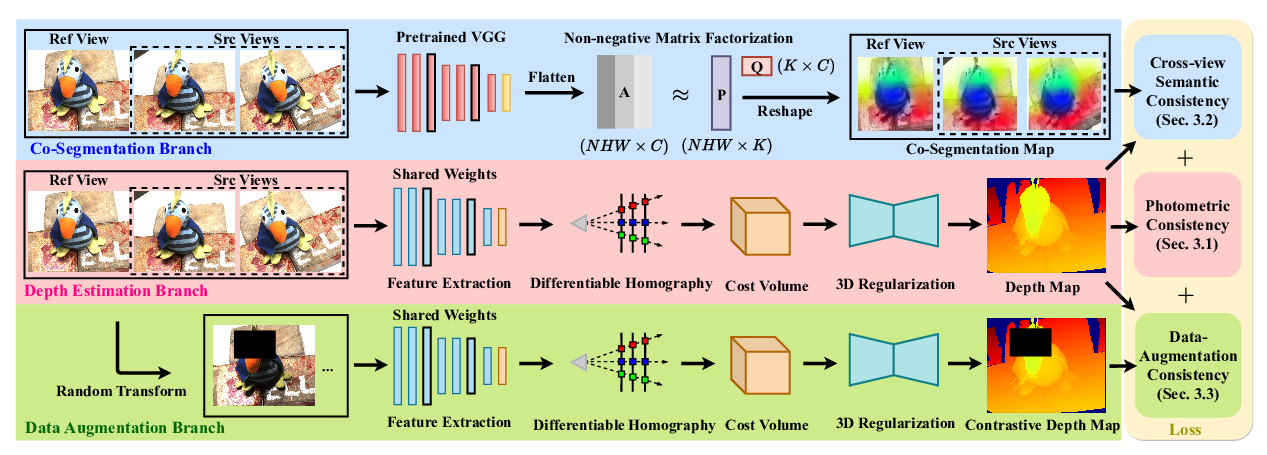 Ref View
Src Views
Co-Segmentation Branch
Pretrained VGG
Flatten
Non-negative Matrix Factorization
A
(NHW × C)
≈
P
(NHW × K)
Q
(K × C)
Reshape
Ref View
Src Views
Co-Segmentation Map
Cross-view
Semantic
Consistency
(Sec. 3.2)
+
Ref View
Src Views
Depth Estimation Branch
Shared Weights
Feature Extraction
Differentiable Homography
Cost Volume
3D Regularization
Depth Map
Photometric
Consistency
(Sec. 3.1)
+
Random Transform
...
Data Augmentation Branch
Shared Weights
Feature Extraction
Differentiable Homography
Cost Volume
3D Regularization
Contrastive Depth Map
Data-
Augmentation
Consistency
(Sec. 3.3)
Loss